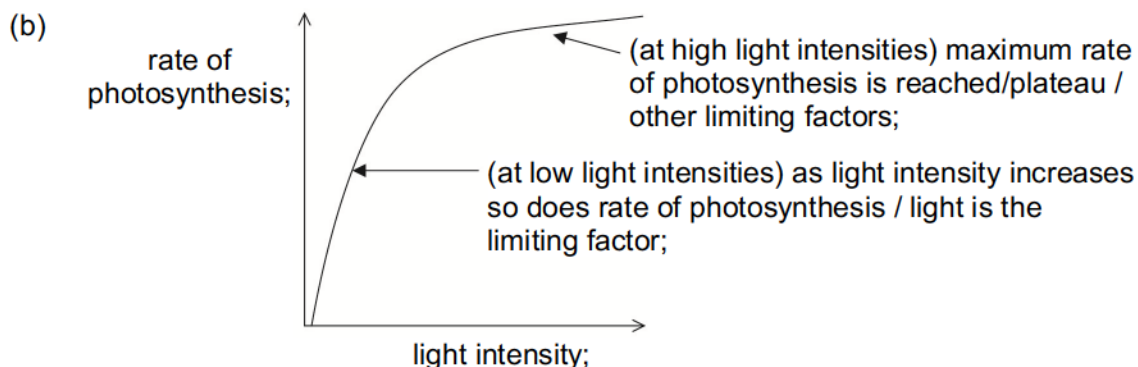 (b)
rate of
photosynthesis;
(at high light intensities) maximum rate
of photosynthesis is reached/plateau /
other limiting factors;
(at low light intensities) as light intensity increases
so does rate of photosynthesis / light is the
limiting factor;
light intensity;